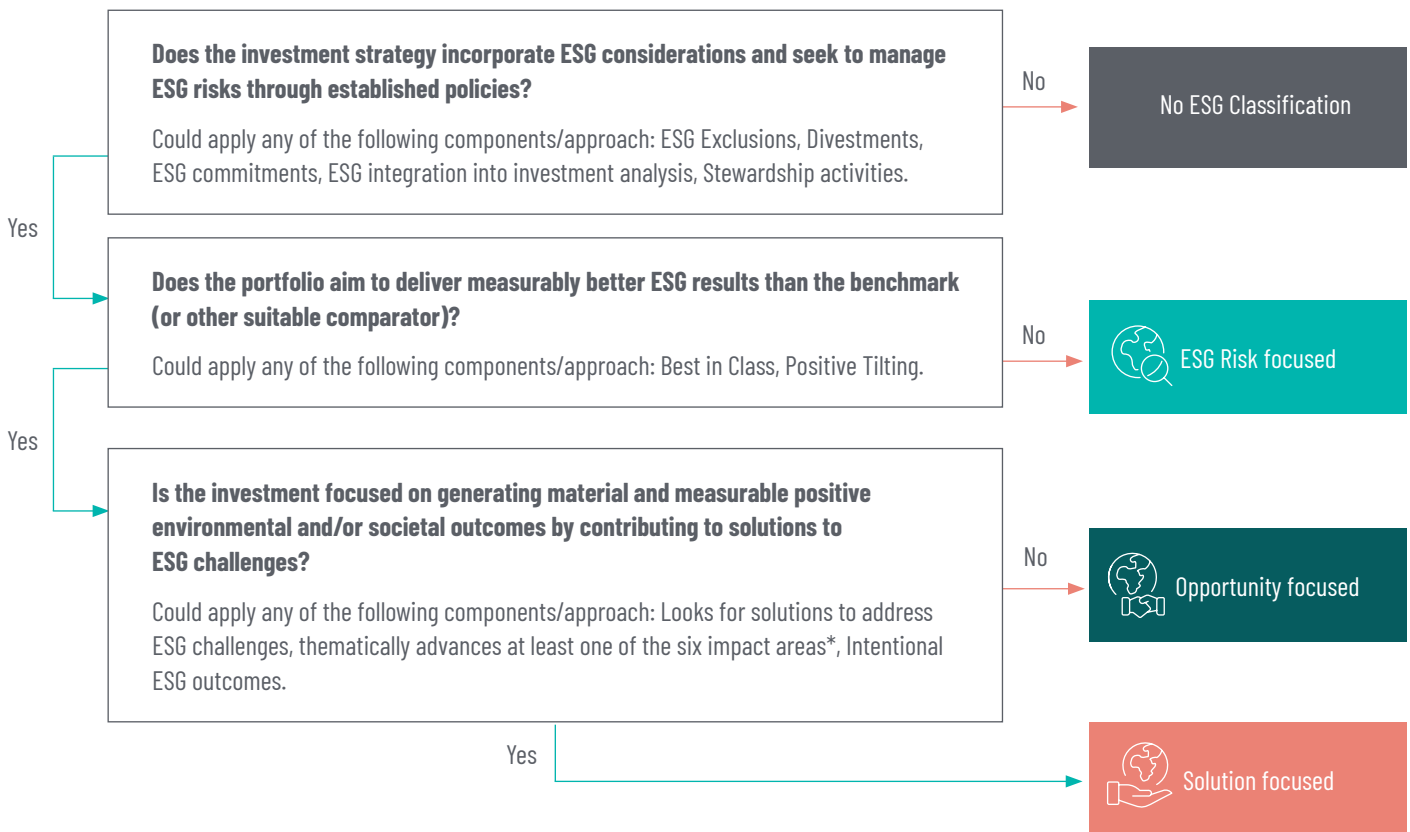 Does the investment strategy incorporate ESG considerations and seek to manage
ESG risks through established policies?
Could apply any of the following components/approach: ESG Exclusions, Divestments,
ESG commitments, ESG integration into investment analysis, Stewardship activities.
No
No ESG Classification
Yes
Does the portfolio aim to deliver measurably better ESG results than the benchmark
(or other suitable comparator)?
Could apply any of the following components/approach: Best in Class, Positive Tilting.
No
ESG Risk focused
Yes
Is the investment focused on generating material and measurable positive
environmental and/or societal outcomes by contributing to solutions to
ESG challenges?
Could apply any of the following components/approach: Looks for solutions to address
ESG challenges, thematically advances at least one of the six impact areas*, Intentional
ESG outcomes.
No
Opportunity focused
Yes
Solution focused